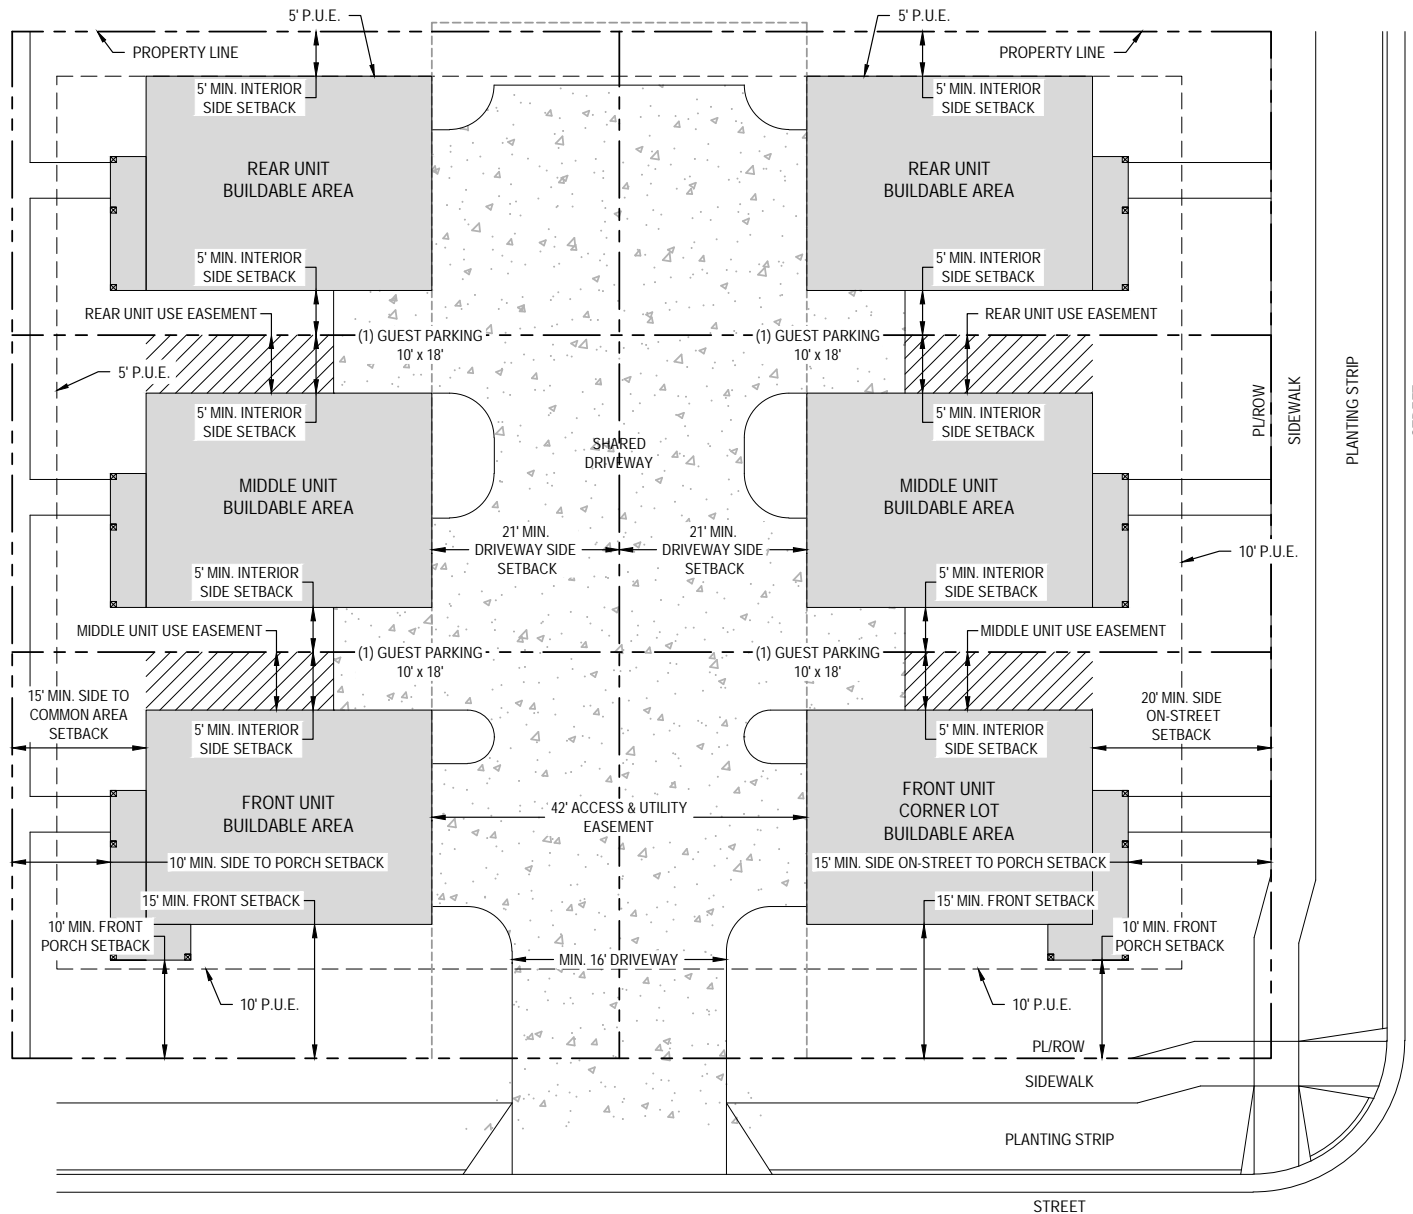 5' P.U.E.
5' P.U.E.
PROPERTY LINE
PROPERTY LINE
5' MIN. INTERIOR
SIDE SETBACK
5' MIN. INTERIOR
SIDE SETBACK
REAR UNIT
BUILDABLE AREA
REAR UNIT
BUILDABLE AREA
5' MIN. INTERIOR
SIDE SETBACK
5' MIN. INTERIOR
SIDE SETBACK
REAR UNIT USE EASEMENT
REAR UNIT USE EASEMENT
(1) GUEST PARKING
10' x 18'
(1) GUEST PARKING
10' x 18'
5' P.U.E.
5' MIN. INTERIOR
SIDE SETBACK
5' MIN. INTERIOR
SIDE SETBACK
PL/ROW
SIDEWALK
PLANTING STRIP
SHARED
DRIVEWAY
MIDDLE UNIT
BUILDABLE AREA
MIDDLE UNIT
BUILDABLE AREA
21' MIN.
DRIVEWAY SIDE
SETBACK
21' MIN.
DRIVEWAY SIDE
SETBACK
10' P.U.E.
5' MIN. INTERIOR
SIDE SETBACK
5' MIN. INTERIOR
SIDE SETBACK
MIDDLE UNIT USE EASEMENT
MIDDLE UNIT USE EASEMENT
(1) GUEST PARKING
10' x 18'
(1) GUEST PARKING
10' x 18'
15' MIN. SIDE TO
COMMON AREA
SETBACK
20' MIN. SIDE
ON-STREET
SETBACK
5' MIN. INTERIOR
SIDE SETBACK
5' MIN. INTERIOR
SIDE SETBACK
FRONT UNIT
BUILDABLE AREA
42' ACCESS & UTILITY
EASEMENT
FRONT UNIT
CORNER LOT
BUILDABLE AREA
10' MIN. SIDE TO PORCH SETBACK
15' MIN. SIDE ON-STREET TO PORCH SETBACK
15' MIN. FRONT SETBACK
15' MIN. FRONT SETBACK
10' MIN. FRONT
PORCH SETBACK
10' MIN. FRONT
PORCH SETBACK
MIN. 16' DRIVEWAY
10' P.U.E.
10' P.U.E.
PL/ROW
SIDEWALK
PLANTING STRIP
STREET